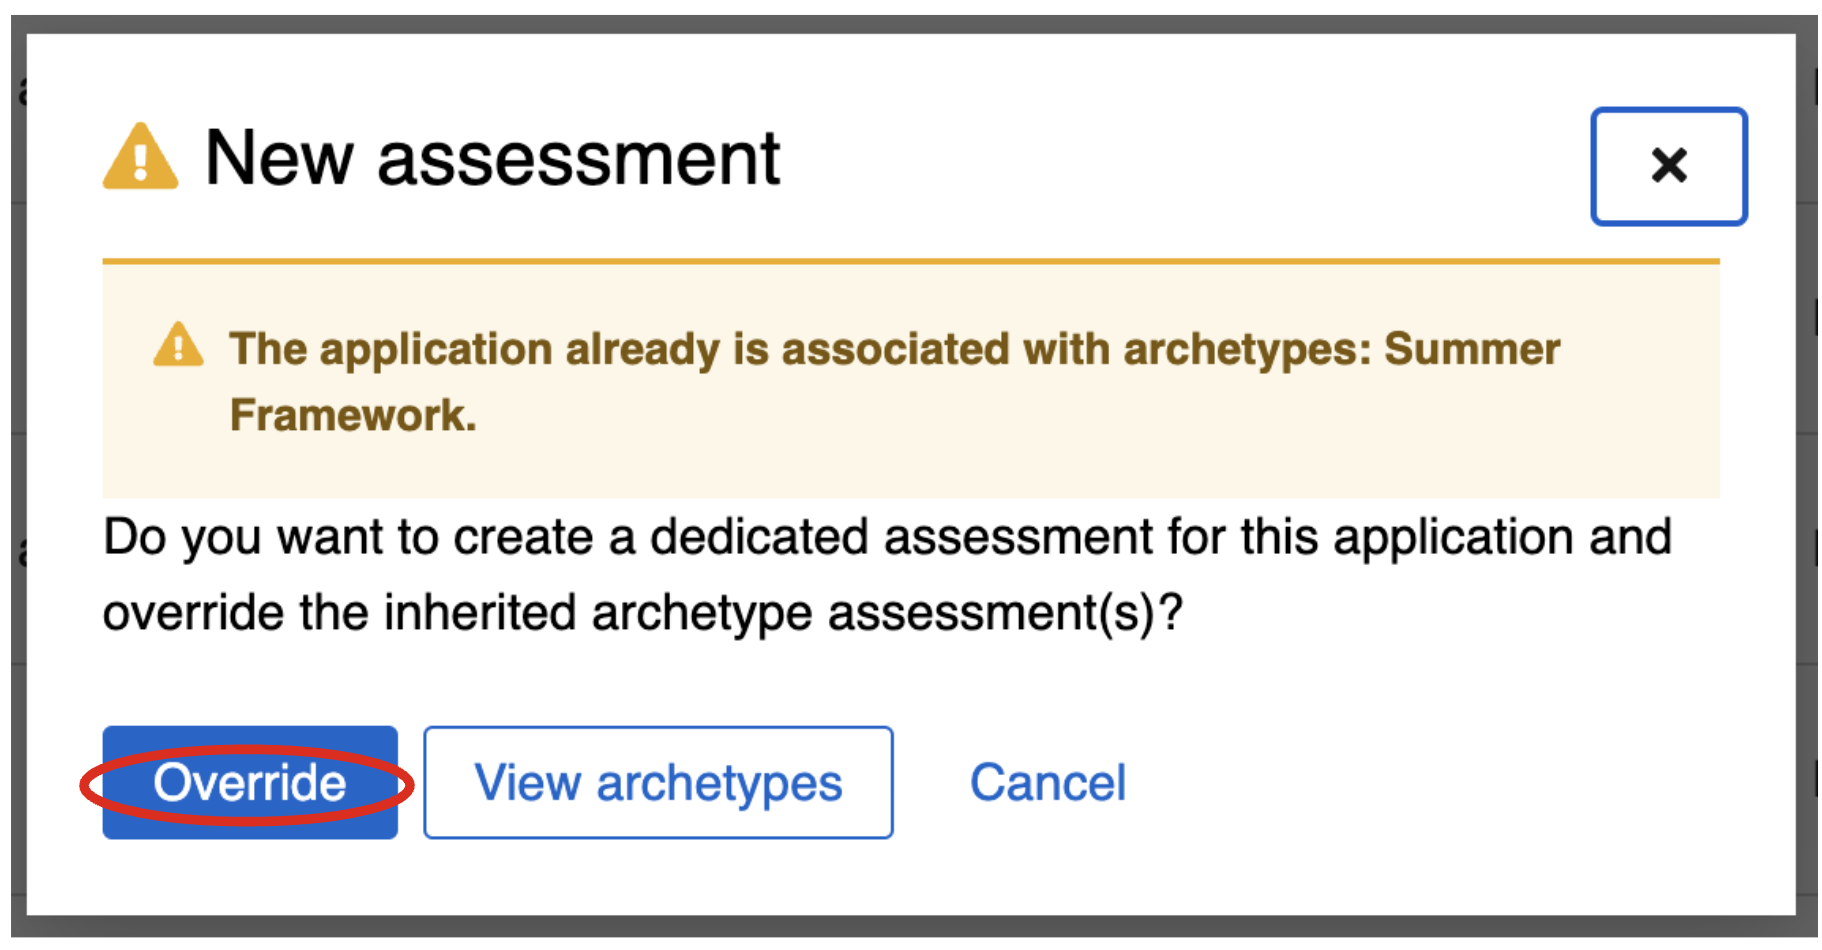 New assessment
The application already is associated with archetypes: Summer
Framework.
Do you want to create a dedicated assessment for this application and
override the inherited archetype assessment(s)?
Override View archetypes Cancel